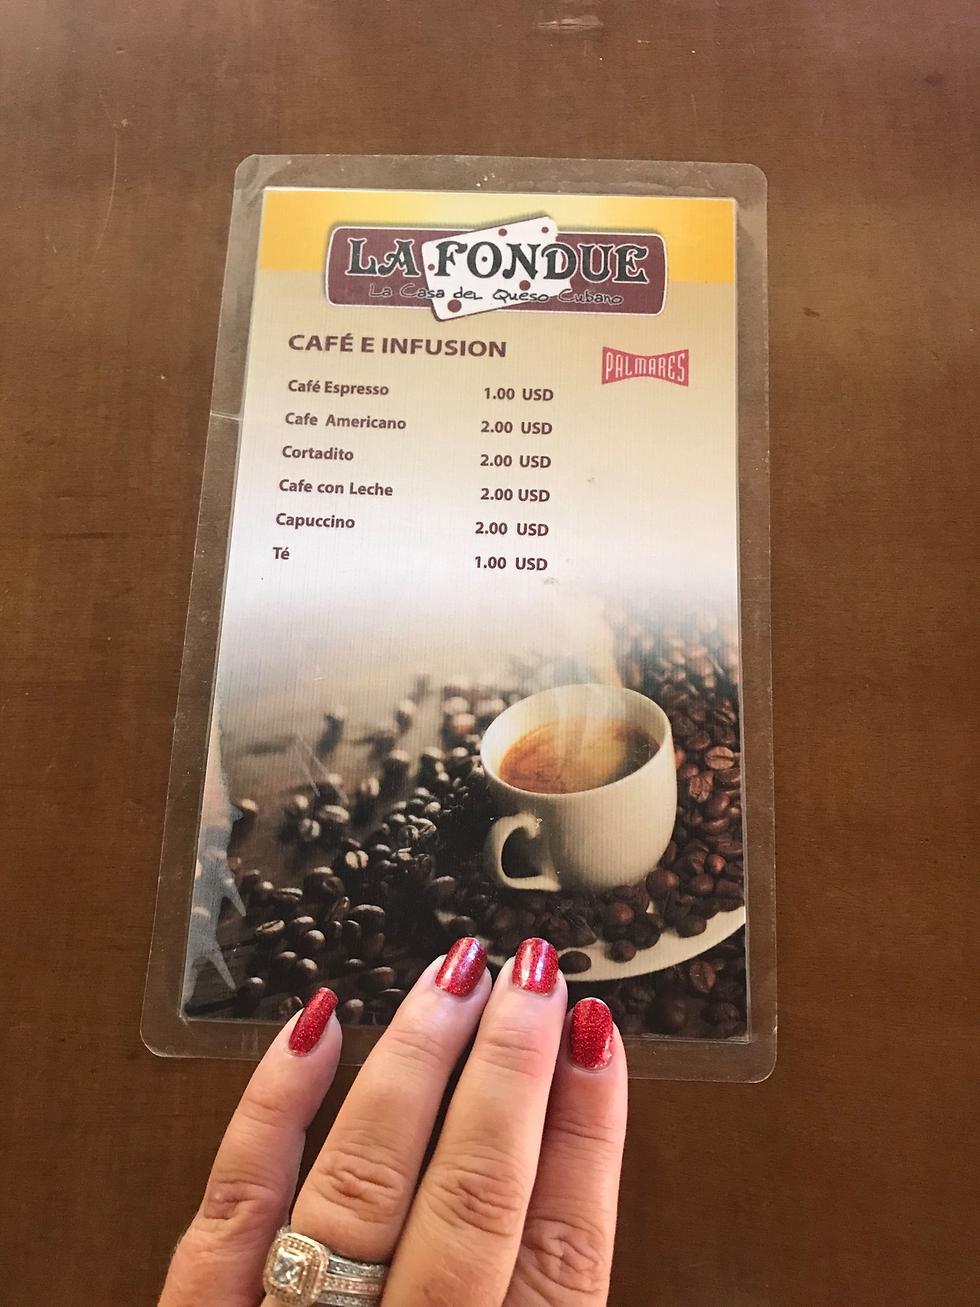 LA FONDUE
La Casa del Queso Cubano
CAFÉ E INFUSION
PALMARES
Café Espresso 1.00 USD
Cafe Americano 2.00 USD
Cortadito 2.00 USD
Cafe con Leche 2.00 USD
Capuccino 2.00 USD
Té 1.00 USD